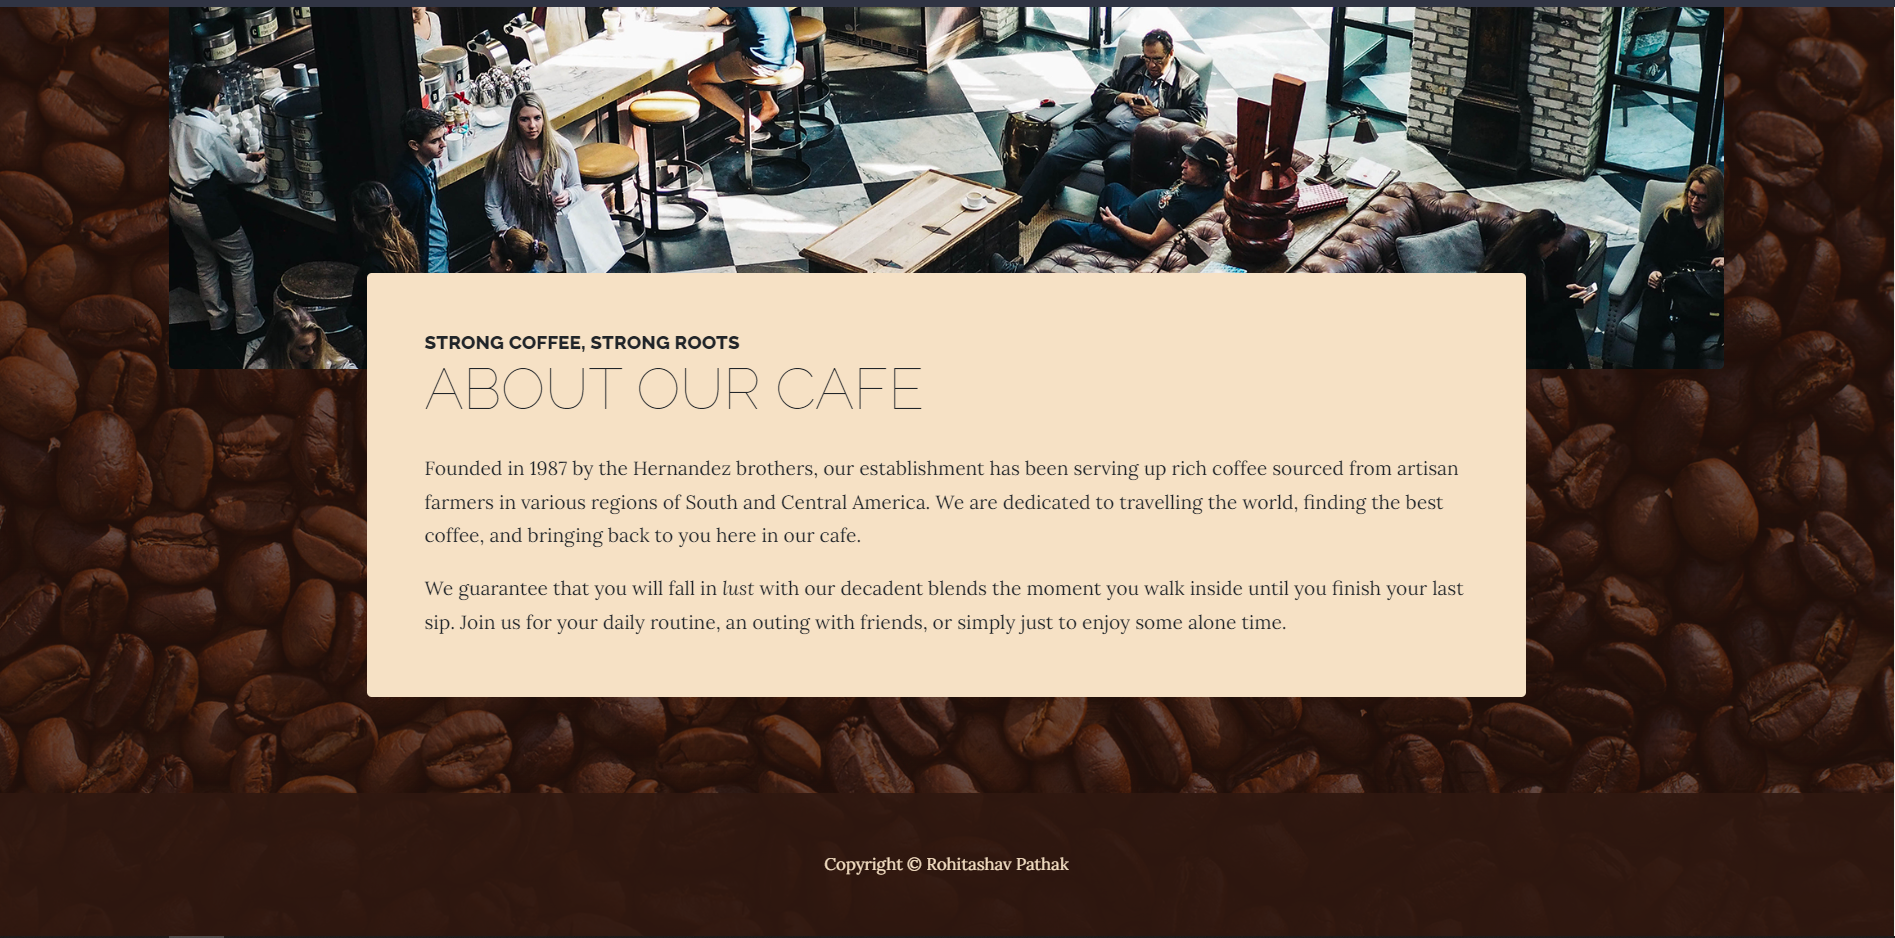 STRONG COFFEE, STRONG ROOTS
ABOUT OUR CAFE
Founded in 1987 by the Hernandez brothers, our establishment has been serving up rich coffee sourced from artisan
farmers in various regions of South and Central America. We are dedicated to travelling the world, finding the best
coffee, and bringing back to you here in our cafe.
We guarantee that you will fall in lust with our decadent blends the moment you walk inside until you finish your last
sip. Join us for your daily routine, an outing with friends, or simply just to enjoy some alone time.
Copyright © Rohitashav Pathak